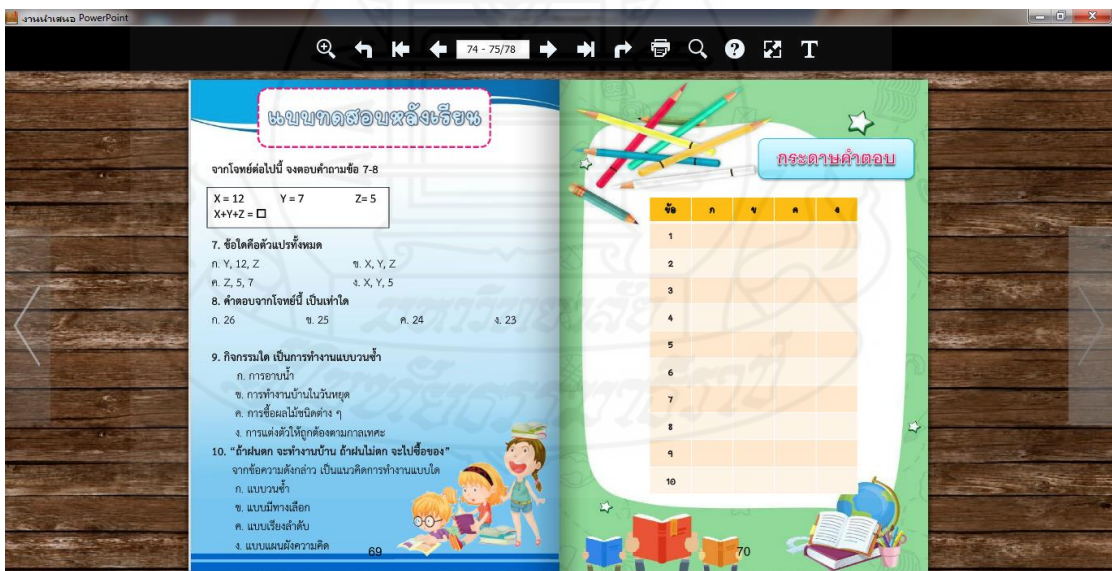 งานนำเสนอ PowerPoint
74 - 75/78
T
แบบทดสอบหลังเรียน
จากโจทย์ต่อไปนี้ จงตอบคำถามข้อ 7-8
X = 12 Y = 7 Z= 5
X+Y+Z = □
7. ข้อใดคือตัวแปรทั้งหมด
ก. Y, 12, Z ข. X, Y, Z
ค. Z, 5, 7 ง. X, Y, 5
8. คำตอบจากโจทย์นี้ เป็นเท่าใด
ก. 26 ข. 25 ค. 24 ง. 23
9. กิจกรรมใด เป็นการทำงานแบบวนซ้ำ
ก. การอาบน้ำ
ข. การทำงานบ้านในวันหยุด
ค. การซื้อผลไม้ชนิดต่าง ๆ
ง. การแต่งตัวให้ถูกต้องตามกาลเทศะ
10. “ถ้าฝนตก จะทำงานบ้าน ถ้าฝนไม่ตก จะไปซื้อของ”
จากข้อความดังกล่าว เป็นแนวคิดการทำงานแบบใด
ก. แบบวนซ้ำ
ข. แบบมีทางเลือก
ค. แบบเรียงลำดับ
ง. แบบแผนผังความคิด
69
กระดาษคำตอบ
ข้อ ก ข ค ง
1
2
3
4
5
6
7
8
9
10
70